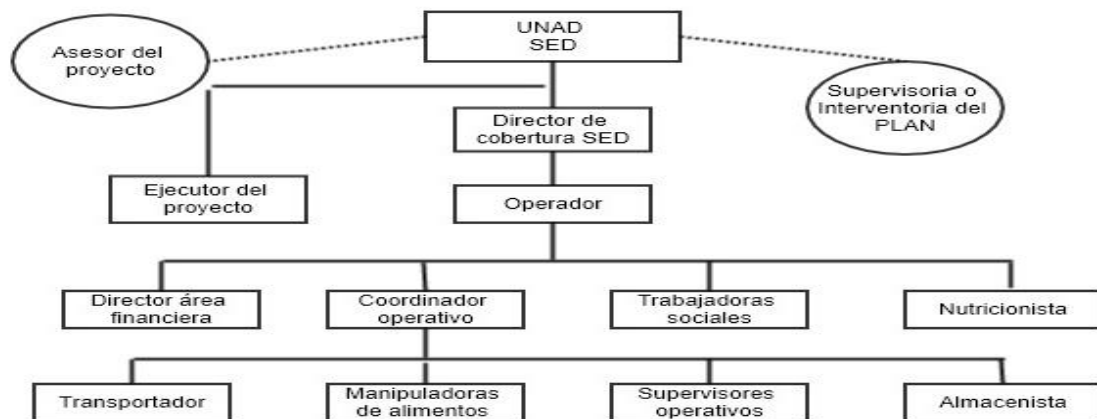 UNAD
SED
Asesor del
proyecto
Supervisoria o
Interventoria del
PLAN
Director de
cobertura SED
Ejecutor del
proyecto
Operador
Director área
financiera
Coordinador
operativo
Trabajadoras
sociales
Nutricionista
Transportador
Manipuladoras
de alimentos
Supervisores
operativos
Almacenista